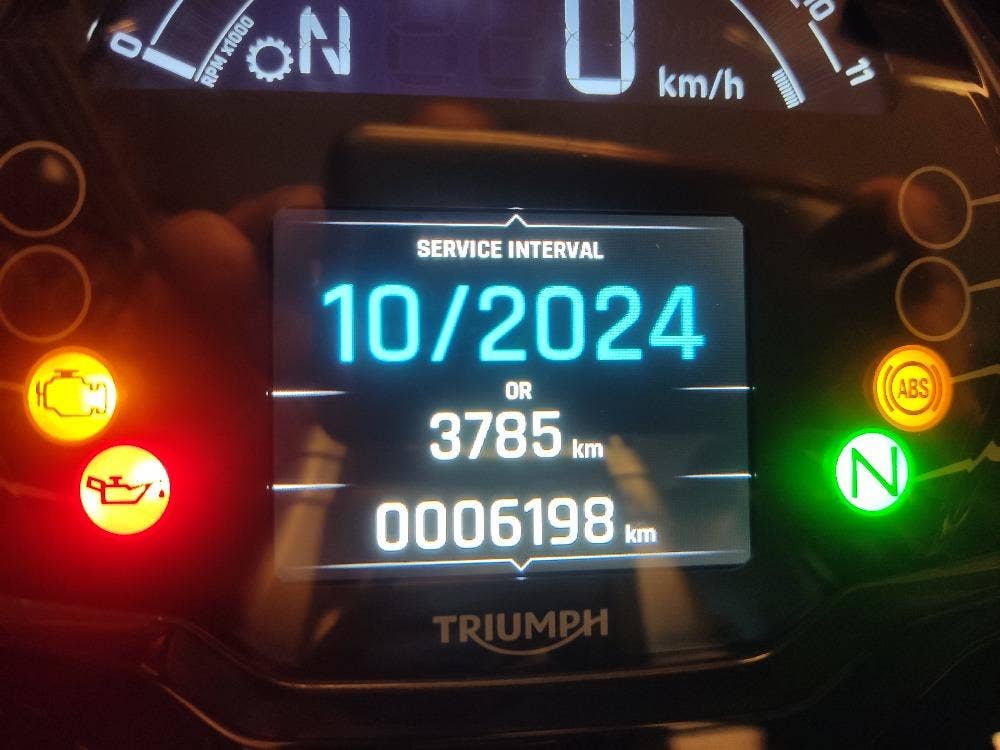 0
RPM x1000
N
0
km/h
10
11
SERVICE INTERVAL
10/2024
OR
3785 km
0006198 km
ABS
N
TRIUMPH